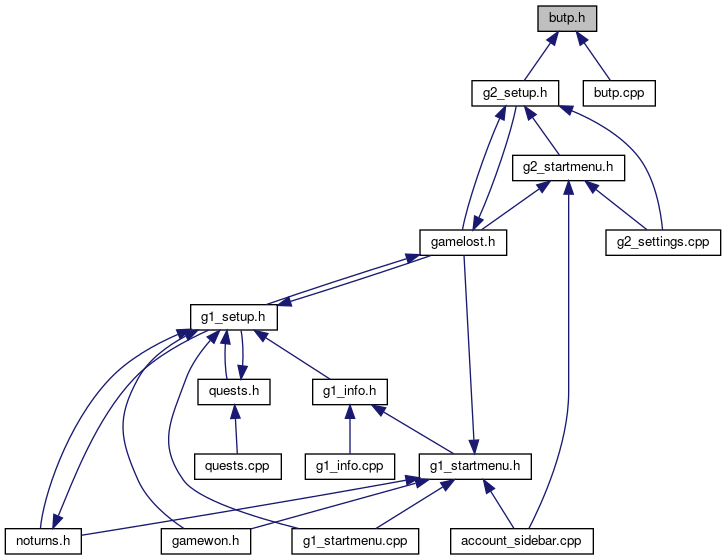 butp.h
g2_setup.h
butp.cpp
g2_startmenu.h
gamelost.h
g2_settings.cpp
g1_setup.h
quests.h
g1_info.h
quests.cpp
g1_info.cpp
g1_startmenu.h
noturns.h
gamewon.h
g1_startmenu.cpp
account_sidebar.cpp